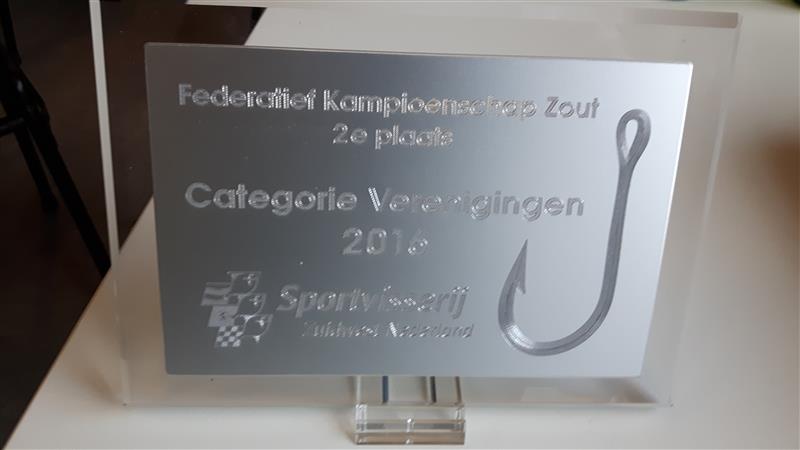 Federatief Kampioenschap Zout
2e plaats
Categorie Verenigingen
2016
Sportvisserij
Zuidwest Nederland